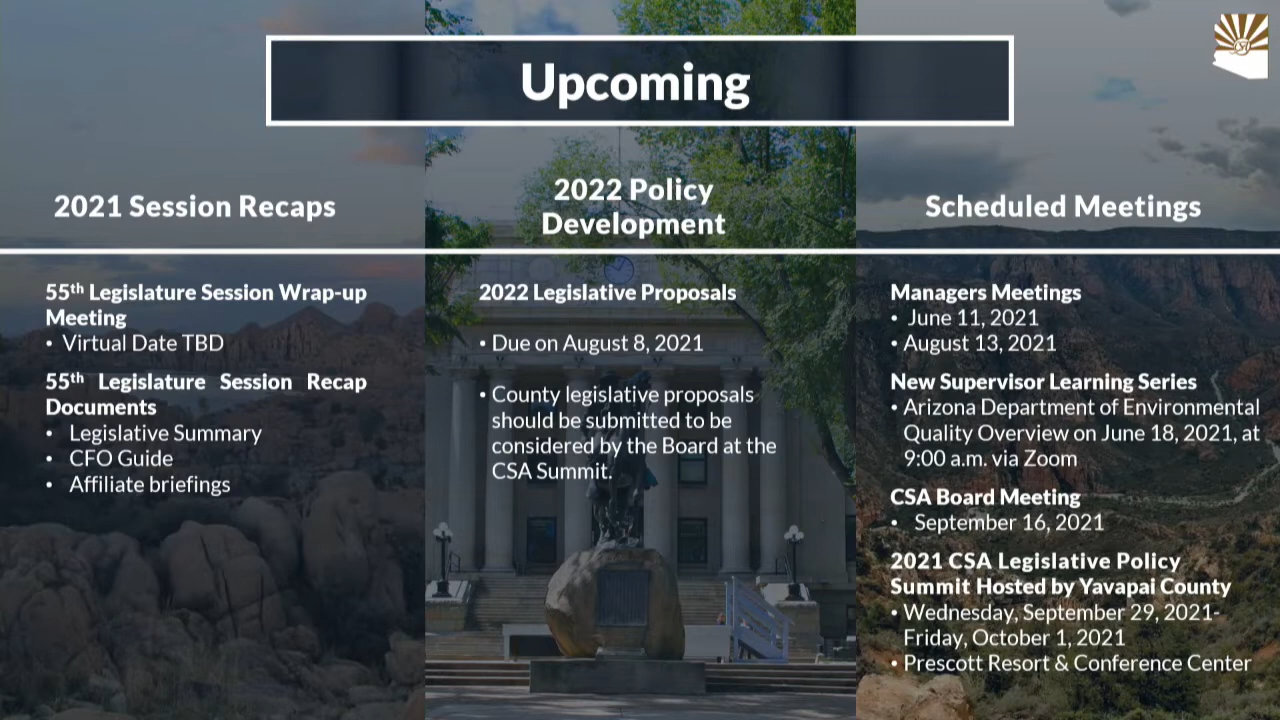 Upcoming
2021 Session Recaps
55th Legislature Session Wrap-up
Meeting
• Virtual Date TBD
55th Legislature Session Recap
Documents
• Legislative Summary
• CFO Guide
• Affiliate briefings
2022 Policy
Development
2022 Legislative Proposals
• Due on August 8, 2021
• County legislative proposals
should be submitted to be
considered by the Board at the
CSA Summit.
Scheduled Meetings
Managers Meetings
• June 11, 2021
• August 13, 2021
New Supervisor Learning Series
• Arizona Department of Environmental
Quality Overview on June 18, 2021, at
9:00 a.m. via Zoom
CSA Board Meeting
• September 16, 2021
2021 CSA Legislative Policy
Summit Hosted by Yavapai County
• Wednesday, September 29, 2021-
Friday, October 1, 2021
• Prescott Resort & Conference Center